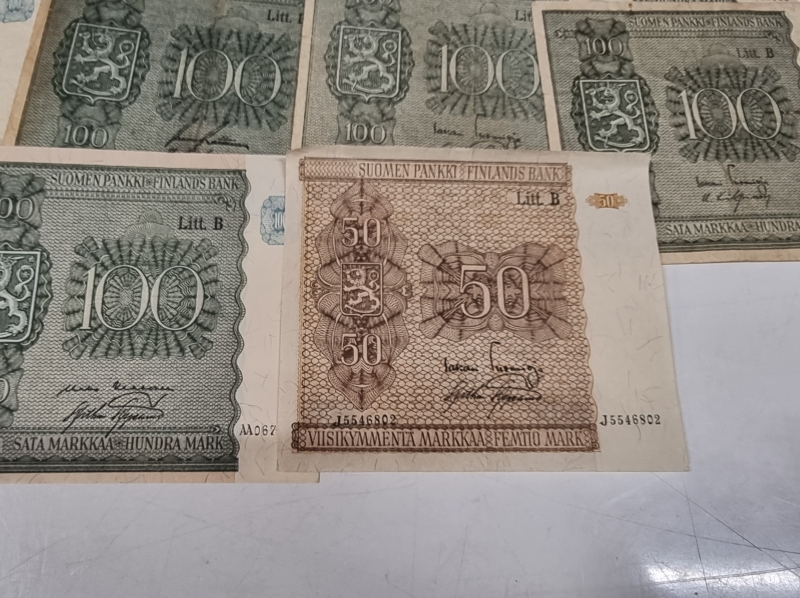 Litt.
100
100
Litt.
100
100
SUOMEN PANKKI FINLANDS BANK
100
Litt. B
100
SATA MARKKAA HUNDRA
SUOMEN PANKKI FINLANDS BANK
Litt. B
100
AA067
SATA MARKKAA HUNDRA MARK
SUOMEN PANKKI FINLANDS BANK
Litt. B
50
50
50
50
J5546802
J5546802
VIISIKYMMENTÄ MARKKAA FEMTIO MARK